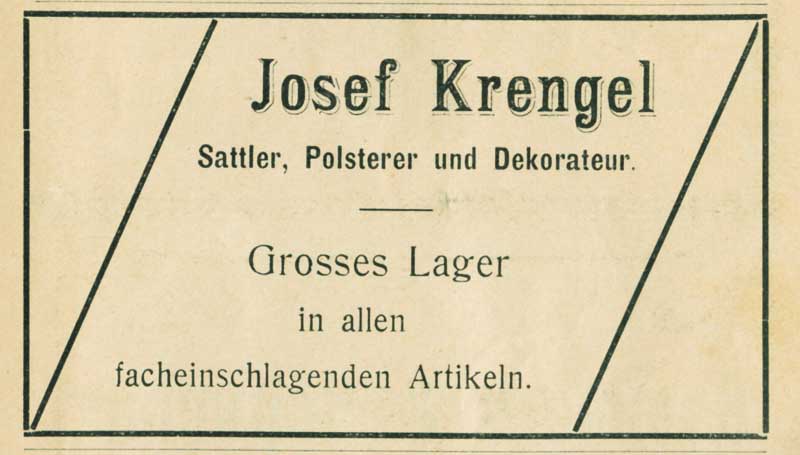 Josef Krengel
Sattler, Polsterer und Dekorateur.
Grosses Lager
in allen
facheinschlagenden Artikeln.